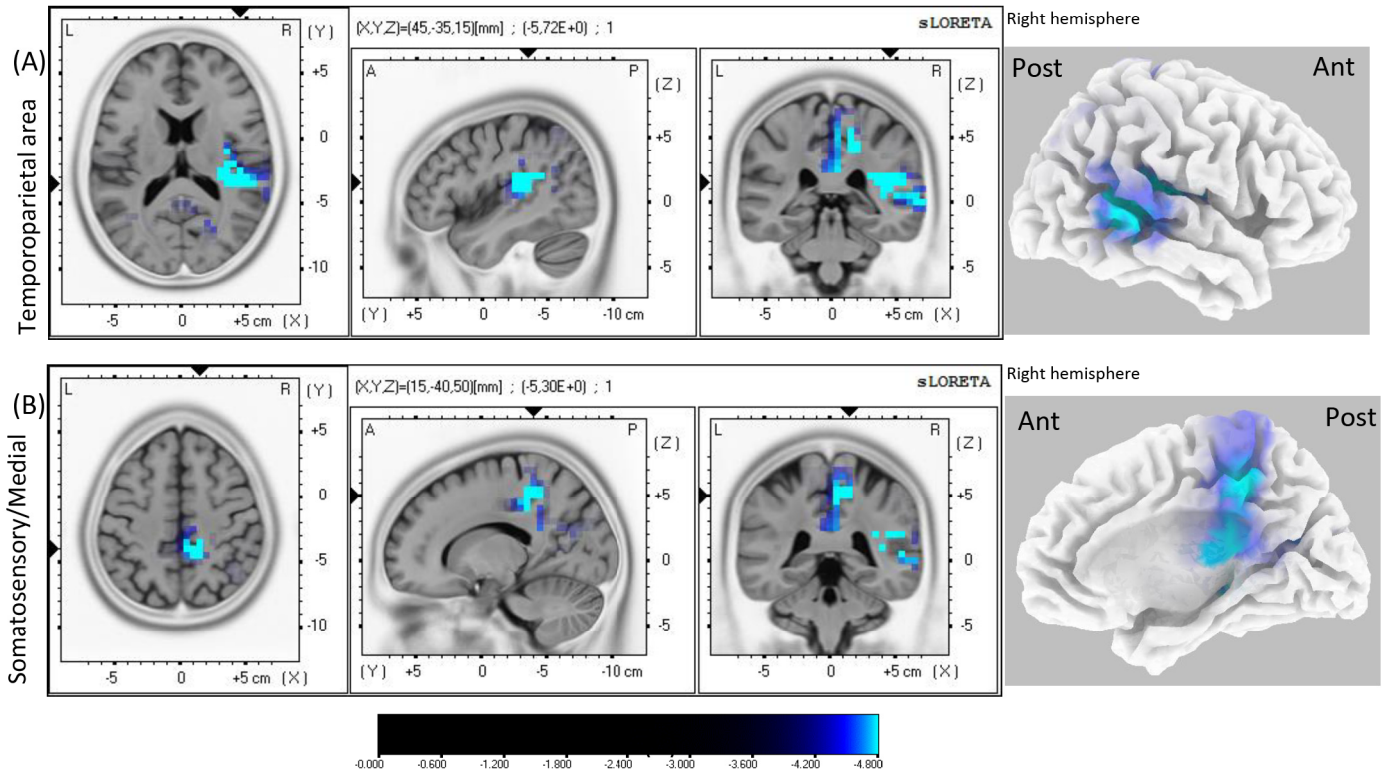 (A)
Temporoparietal area
L R (Y)
+5
0
-5
-10
-5 0 +5 cm (X)
(X,Y,Z)=(45,-35,15)[mm] ; (-5,72E+0) ; 1
sLORETA
A P (Z)
+5
0
-5
(Y) +5 0 -5 -10 cm
L R (Z)
+5
0
-5
-5 0 +5 cm (X)
Right hemisphere
Post Ant
(B)
Somatosensory/Medial
L R (Y)
+5
0
-5
-10
-5 0 +5 cm (X)
(X,Y,Z)=(15,-40,50)[mm] ; (-5,30E+0) ; 1
sLORETA
A P (Z)
+5
0
-5
(Y) +5 0 -5 -10 cm
L R (Z)
+5
0
-5
-5 0 +5 cm (X)
Right hemisphere
Ant Post
-0.000 -0.600 -1.200 -1.800 -2.400 -3.000 -3.600 -4.200 -4.800